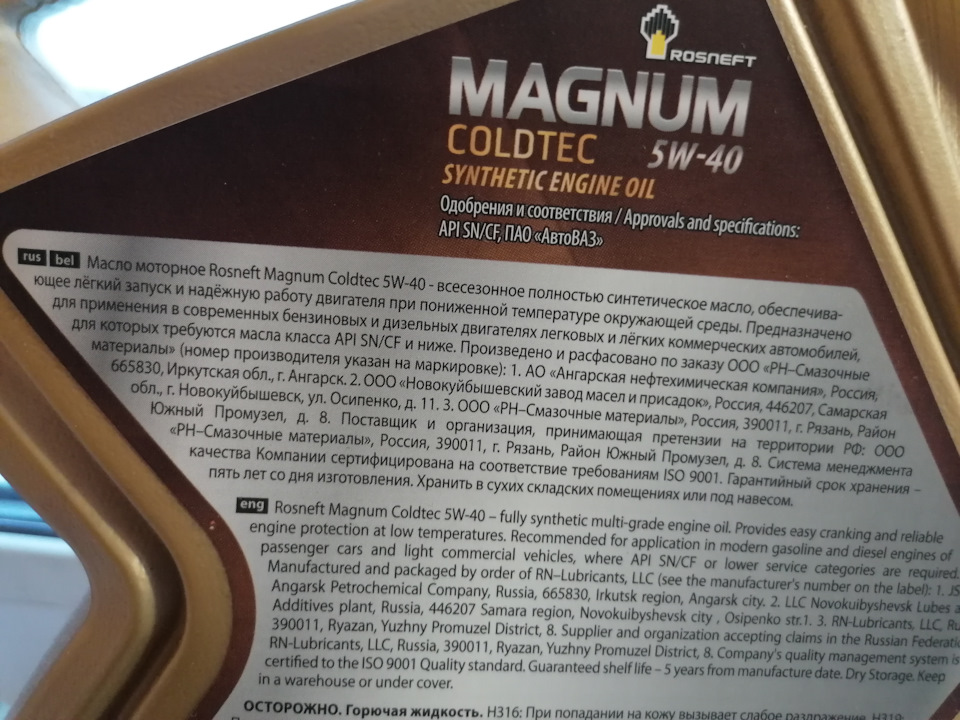 ROSNEFT
MAGNUM
COLDTEC 5W-40
SYNTHETIC ENGINE OIL
Одобрения и соответствия / Approvals and specifications:
API SN/CF, ПАО «АвтоВАЗ»
rus bel Масло моторное Rosneft Magnum Coldtec 5W-40 - всесезонное полностью синтетическое масло, обеспечива-
ющее лёгкий запуск и надёжную работу двигателя при пониженной температуре окружающей среды. Предназначено
для применения в современных бензиновых и дизельных двигателях легковых и лёгких коммерческих автомобилей,
для которых требуются масла класса API SN/CF и ниже. Произведено и расфасовано по заказу ООО «РН–Смазочные
материалы» (номер производителя указан на маркировке): 1. АО «Ангарская нефтехимическая компания», Россия,
665830, Иркутская обл., г. Ангарск. 2. ООО «Новокуйбышевский завод масел и присадок», Россия, 446207, Самарская
обл., г. Новокуйбышевск, ул. Осипенко, д. 11. 3. ООО «РН–Смазочные материалы», Россия, 390011, г. Рязань, Район
Южный Промузел, д. 8. Поставщик и организация, принимающая претензии на территории РФ: ООО
«РН–Смазочные материалы», Россия, 390011, г. Рязань, Район Южный Промузел, д. 8. Система менеджмента
качества Компании сертифицирована на соответствие требованиям ISO 9001. Гарантийный срок хранения –
пять лет со дня изготовления. Хранить в сухих складских помещениях или под навесом.
eng Rosneft Magnum Coldtec 5W-40 – fully synthetic multi-grade engine oil. Provides easy cranking and reliable
engine protection at low temperatures. Recommended for application in modern gasoline and diesel engines of
passenger cars and light commercial vehicles, where API SN/CF or lower service categories are required.
Manufactured and packaged by order of RN–Lubricants, LLC (see the manufacturer's number on the label): 1. JS
Angarsk Petrochemical Company, Russia, 665830, Irkutsk region, Angarsk city. 2. LLC Novokuibyshevsk Lubes a
Additives plant, Russia, 446207 Samara region, Novokuibyshevsk city , Osipenko str.1. 3. RN-Lubricants, LLC, Ru
390011, Ryazan, Yuzhny Promuzel District, 8. Supplier and organization accepting claims in the Russian Federati
RN-Lubricants, LLC, Russia, 390011, Ryazan, Yuzhny Promuzel District, 8. Company's quality management system is
certified to the ISO 9001 Quality standard. Guaranteed shelf life – 5 years from manufacture date. Dry Storage. Keep
in a warehouse or under cover.
ОСТОРОЖНО. Горючая жидкость. H316: При попадании на кожу вызывает слабое раздражение.